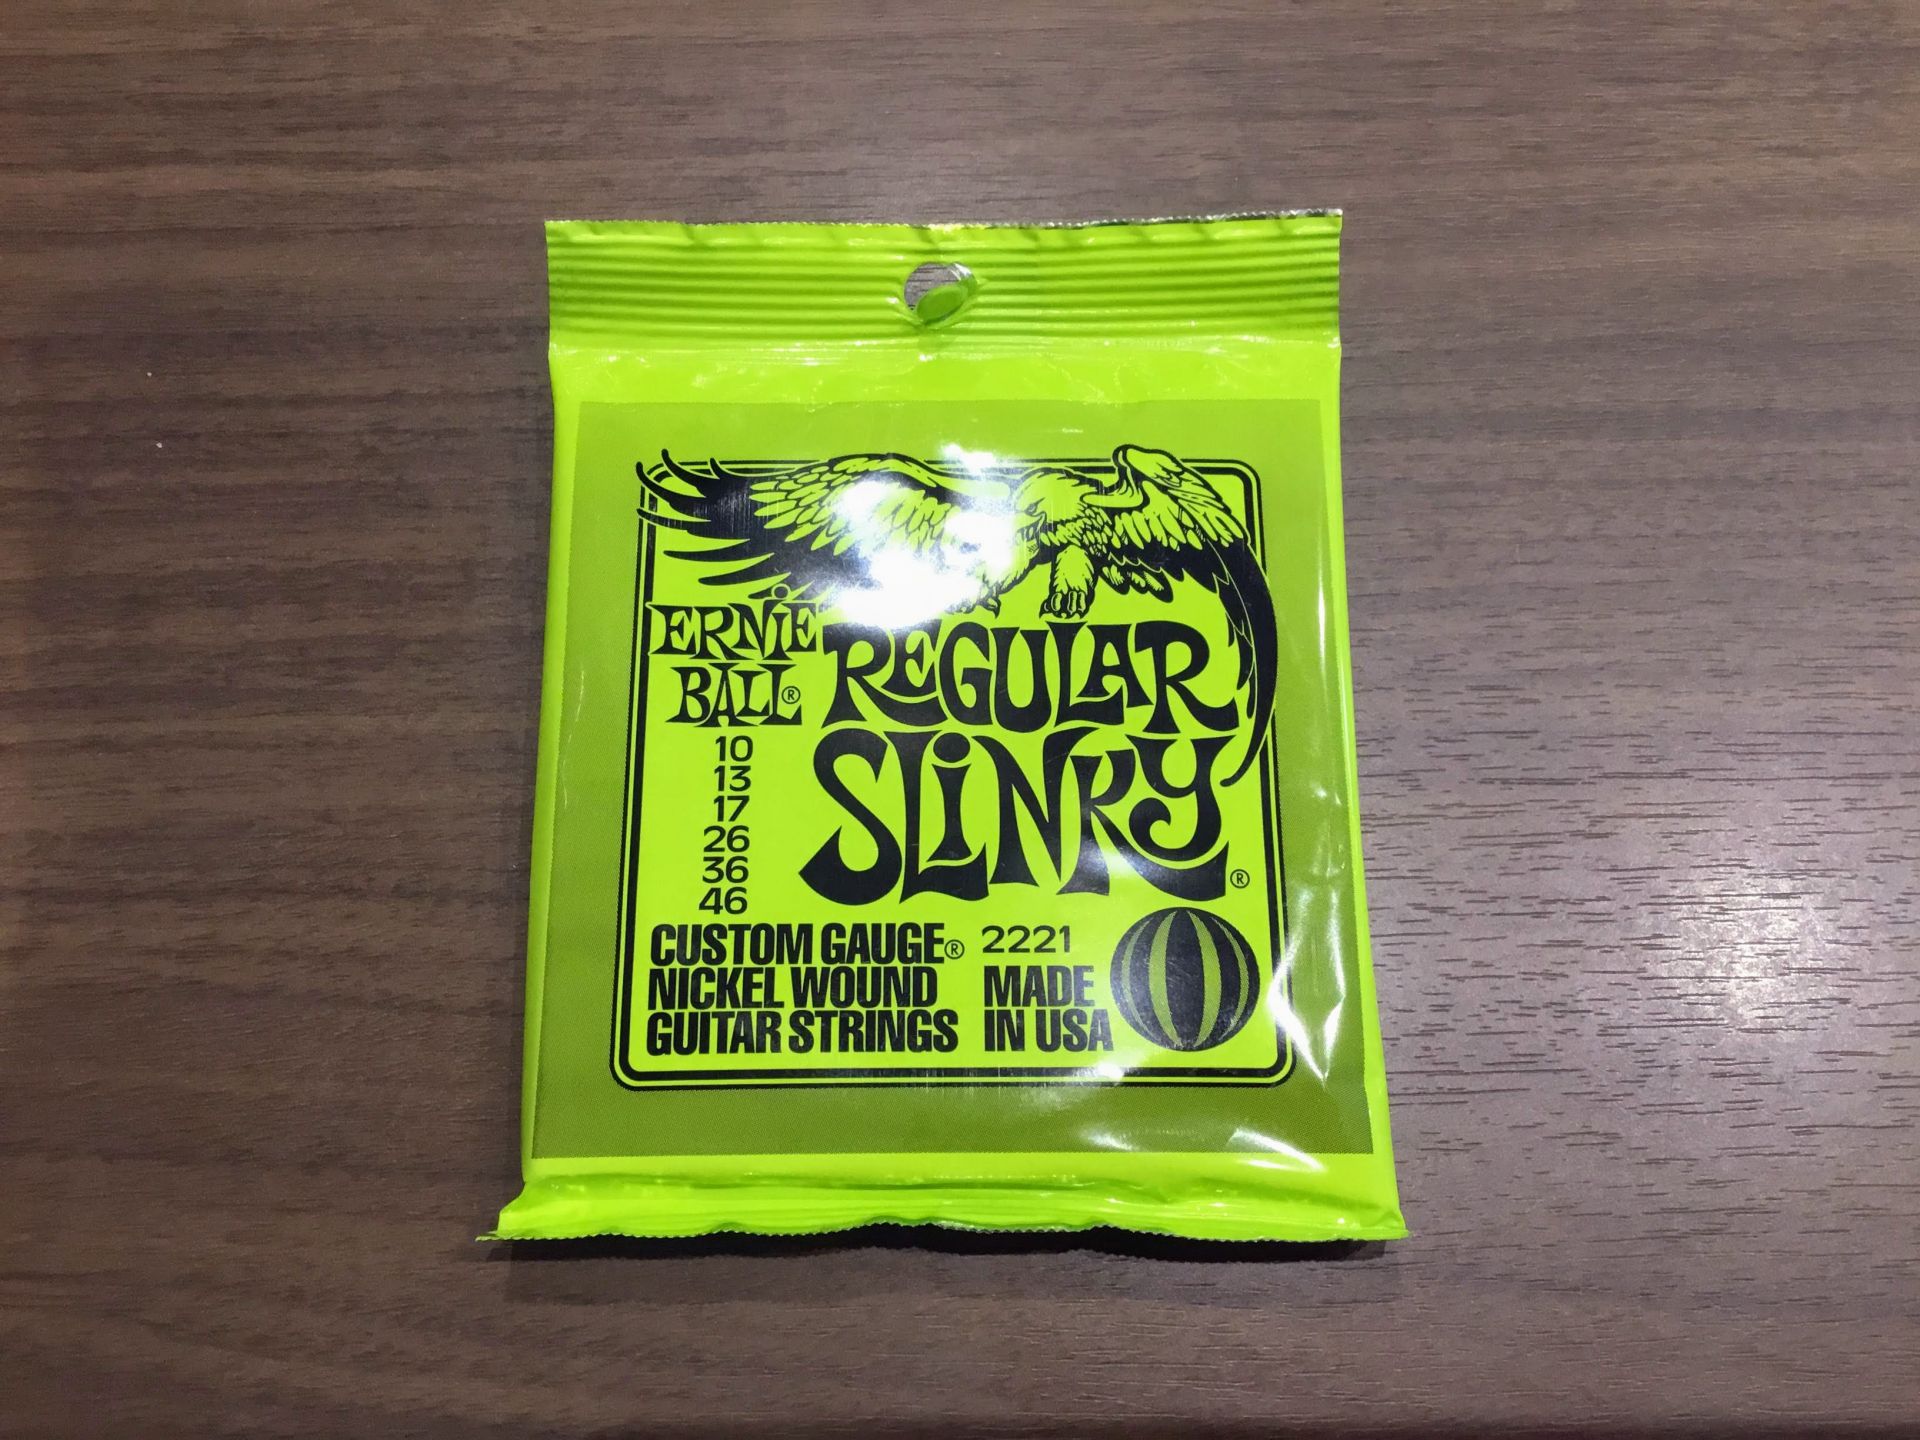 ERNIE
BALL®
REGULAR
SLINKY®
10
13
17
26
36
46
CUSTOM GAUGE®
NICKEL WOUND
GUITAR STRINGS
2221
MADE
IN USA